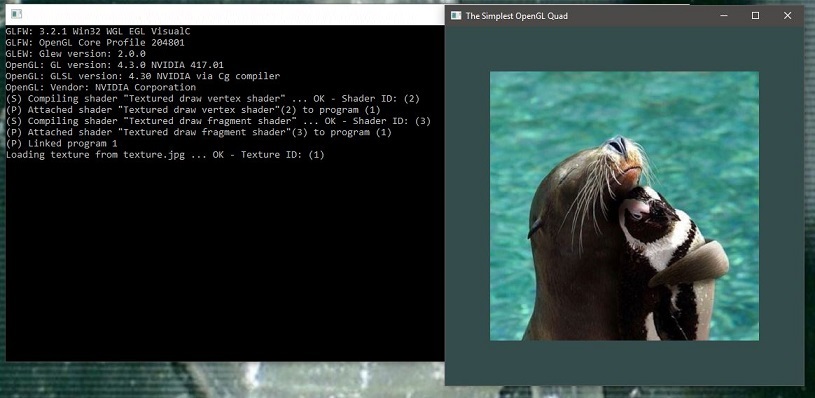 The Simplest OpenGL Quad
GLFW: 3.2.1 Win32 WGL EGL VisualC
GLFW: OpenGL Core Profile 204801
GLEW: Glew version: 2.0.0
OpenGL: GL version: 4.3.0 NVIDIA 417.01
OpenGL: GLSL version: 4.30 NVIDIA via Cg compiler
OpenGL: Vendor: NVIDIA Corporation
(S) Compiling shader "Textured draw vertex shader" ... OK - Shader ID: (2)
(P) Attached shader "Textured draw vertex shader"(2) to program (1)
(S) Compiling shader "Textured draw fragment shader" ... OK - Shader ID: (3)
(P) Attached shader "Textured draw fragment shader"(3) to program (1)
(P) Linked program 1
Loading texture from texture.jpg ... OK - Texture ID: (1)